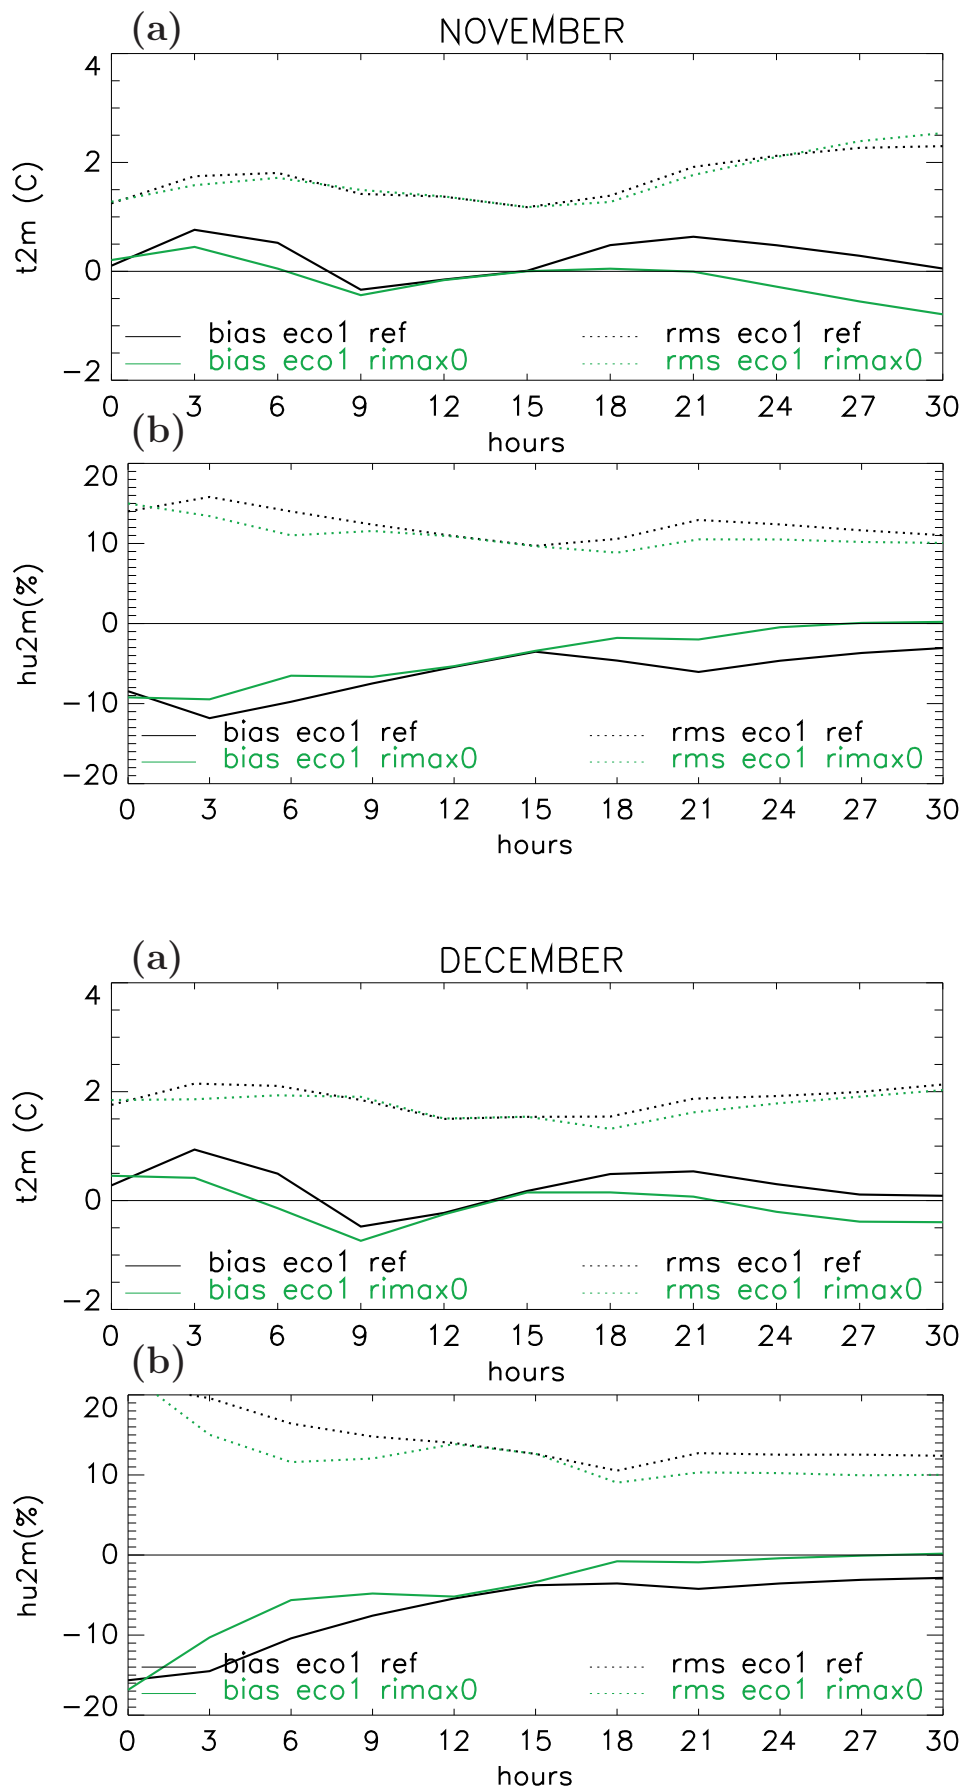 (a) NOVEMBER
4
2
0
-2
t2m (C)
bias eco1 ref rms eco1 ref
bias eco1 rimax0 rms eco1 rimax0
0 3 6 9 12 15 18 21 24 27 30
hours
(b)
20
10
0
-10
-20
hu2m(%)
bias eco1 ref rms eco1 ref
bias eco1 rimax0 rms eco1 rimax0
0 3 6 9 12 15 18 21 24 27 30
hours
(a) DECEMBER
4
2
0
-2
t2m (C)
bias eco1 ref rms eco1 ref
bias eco1 rimax0 rms eco1 rimax0
0 3 6 9 12 15 18 21 24 27 30
hours
(b)
20
10
0
-10
-20
hu2m(%)
bias eco1 ref rms eco1 ref
bias eco1 rimax0 rms eco1 rimax0
0 3 6 9 12 15 18 21 24 27 30
hours